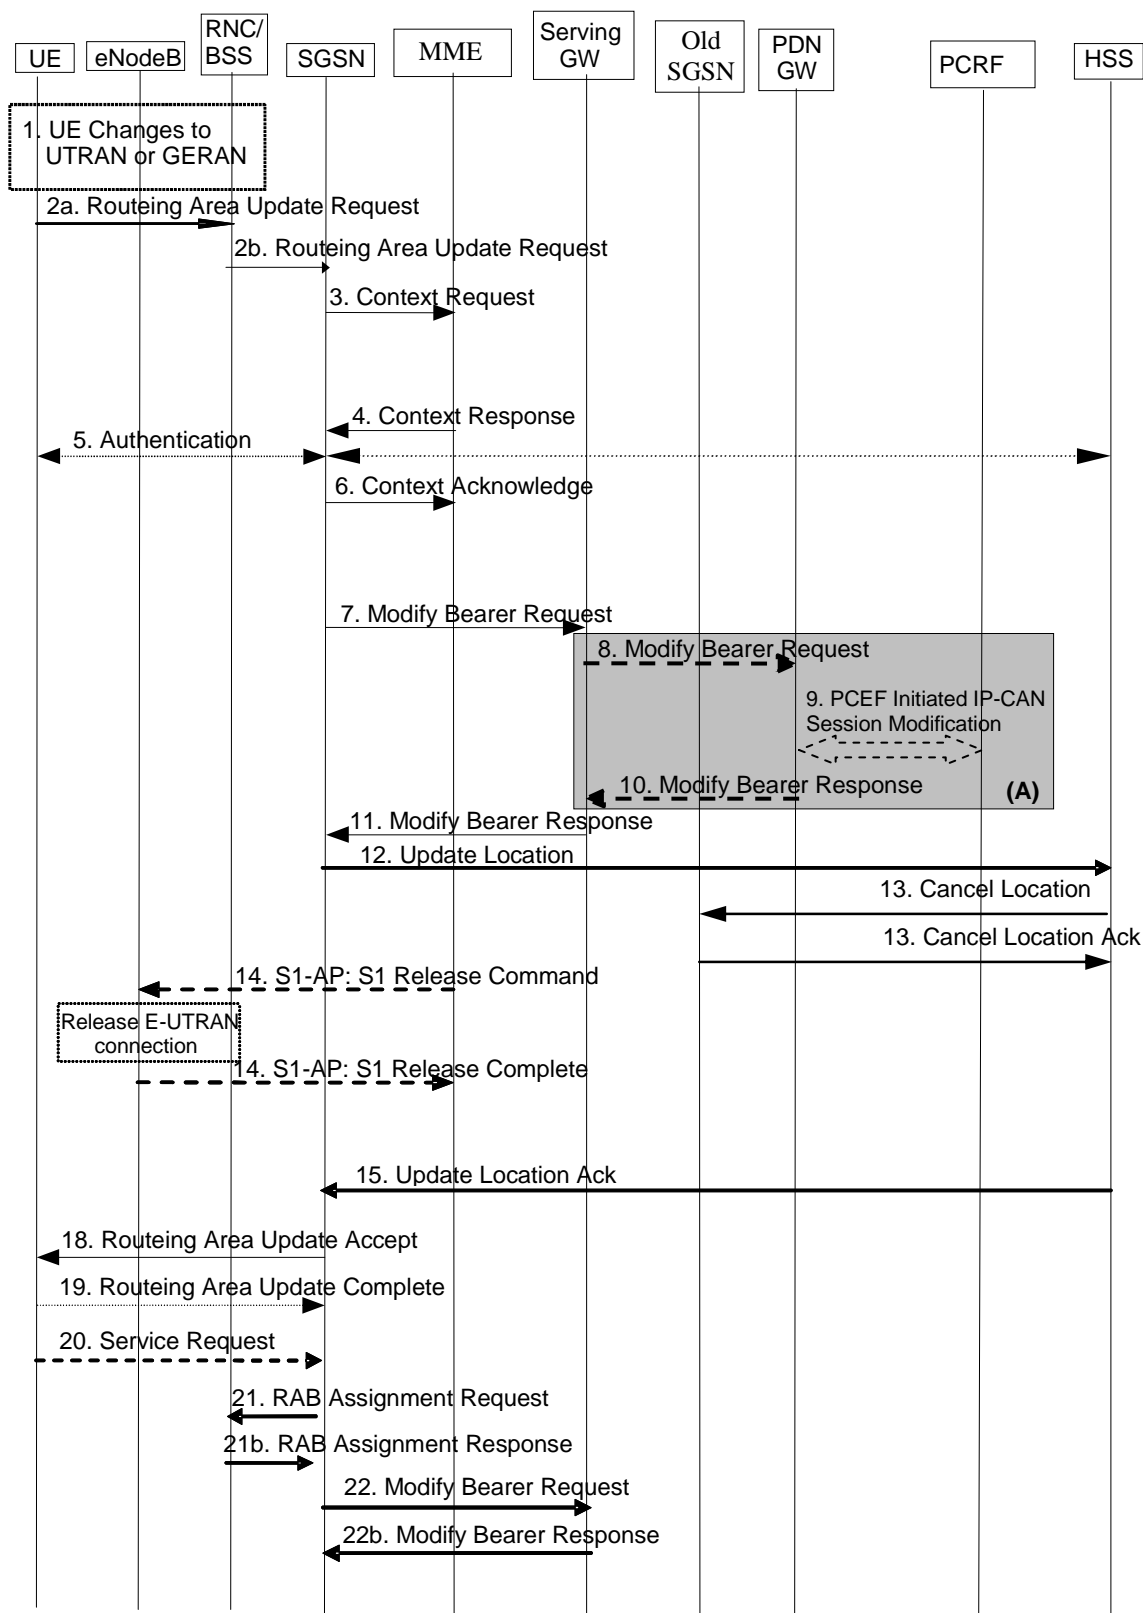 UE
eNodeB
RNC/
BSS
SGSN
MME
Serving
GW
Old
SGSN
PDN
GW
PCRF
HSS
1. UE Changes to
UTRAN or GERAN
2a. Routeing Area Update Request
2b. Routeing Area Update Request
3. Context Request
4. Context Response
5. Authentication
6. Context Acknowledge
7. Modify Bearer Request
8. Modify Bearer Request
9. PCEF Initiated IP-CAN
Session Modification
10. Modify Bearer Response
(A)
11. Modify Bearer Response
12. Update Location
13. Cancel Location
13. Cancel Location Ack
14. S1-AP: S1 Release Command
Release E-UTRAN
connection
14. S1-AP: S1 Release Complete
15. Update Location Ack
18. Routeing Area Update Accept
19. Routeing Area Update Complete
20. Service Request
21. RAB Assignment Request
21b. RAB Assignment Response
22. Modify Bearer Request
22b. Modify Bearer Response